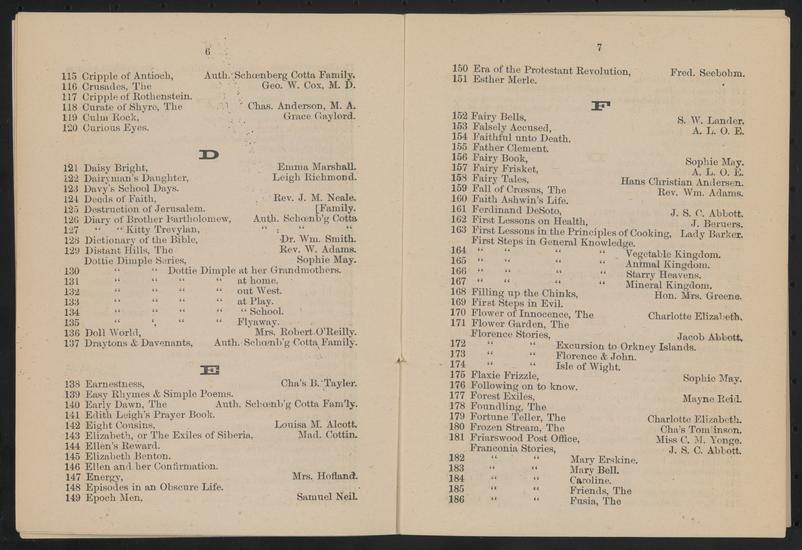 6
115 Cripple of Antioch, Auth. Schœnberg Cotta Family.
116 Crusades, The Geo. W. Cox, M. D.
117 Cripple of Rothenstein.
118 Curate of Shyre, The Chas. Anderson, M. A.
119 Culm Rock, Grace Gaylord.
120 Curious Eyes.
D
121 Daisy Bright, Emma Marshall.
122 Dairyman's Daughter, Leigh Richmond.
123 Davy's School Days.
124 Deeds of Faith, Rev. J. M. Neale.
125 Destruction of Jerusalem. [Family.
126 Diary of Brother Bartholomew, Auth. Schœnb'g Cotta
127 " " Kitty Trevylan, " " "
128 Dictionary of the Bible, Dr. Wm. Smith.
129 Distant Hills, The Rev. W. Adams.
Dottie Dimple Series, Sophie May.
130 " " Dottie Dimple at her Grandmothers.
131 " " " " at home.
132 " " " " out West.
133 " " " " at Play.
134 " " " " " School.
135 " " " " Flyaway.
136 Doll World, Mrs. Robert O'Reilly.
137 Draytons & Davenants, Auth. Schœnb'g Cotta Family.
E
138 Earnestness, Cha's B. Tayler.
139 Easy Rhymes & Simple Poems.
140 Early Dawn, The Auth. Schœnb'g Cotta Fam'ly.
141 Edith Leigh's Prayer Book.
142 Eight Cousins, Louisa M. Alcott.
143 Elizabeth, or The Exiles of Siberia, Mad. Cottin.
144 Ellen's Reward.
145 Elizabeth Benton.
146 Ellen and her Confirmation.
147 Energy, Mrs. Hofland.
148 Episodes in an Obscure Life.
149 Epoch Men, Samuel Neil.
7
150 Era of the Protestant Revolution, Fred. Seebohm.
151 Esther Merle.
F
152 Fairy Bells, S. W. Lander.
153 Falsely Accused, A. L. O. E.
154 Faithful unto Death.
155 Father Clement.
156 Fairy Book, Sophie May.
157 Fairy Frisket, A. L. O. E.
158 Fairy Tales, Hans Christian Andersen.
159 Fall of Crœsus, The Rev. Wm. Adams.
160 Faith Ashwin's Life.
161 Ferdinand DeSoto, J. S. C. Abbott.
162 First Lessons on Health, J. Berners.
163 First Lessons in the Principles of Cooking, Lady Barker.
First Steps in General Knowledge.
164 " " " " Vegetable Kingdom.
165 " " " " Animal Kingdom.
166 " " " " Starry Heavens.
167 " " " " Mineral Kingdom.
168 Filling up the Chinks, Hon. Mrs. Greene.
169 First Steps in Evil.
170 Flower of Innocence, The Charlotte Elizabeth.
171 Flower Garden, The
Florence Stories, Jacob Abbott.
172 " " Excursion to Orkney Islands.
173 " " Florence & John.
174 " " Isle of Wight.
175 Flaxie Frizzle, Sophie May.
176 Following on to know.
177 Forest Exiles, Mayne Reid.
178 Foundling, The
179 Fortune Teller, The Charlotte Elizabeth.
180 Frozen Stream, The Cha's Tomlinson.
181 Friarswood Post Office, Miss C. M. Yonge.
Franconia Stories, J. S. C. Abbott.
182 " " Mary Erskine.
183 " " Mary Bell.
184 " " Caroline.
185 " " Friends, The
186 " " Fusia, The